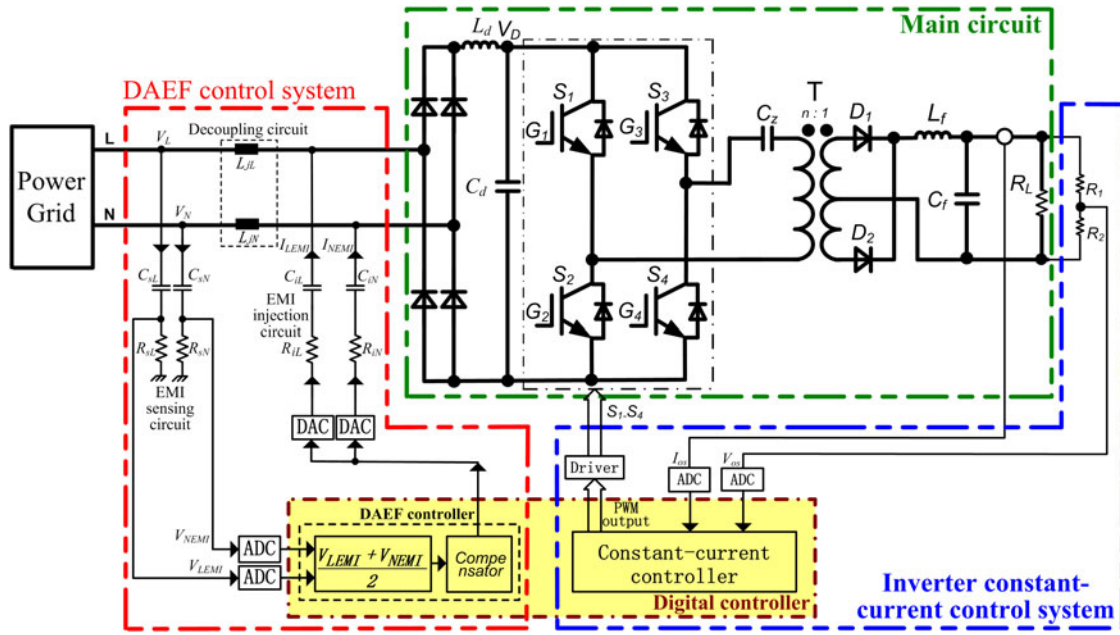 Main circuit
L_d
V_D
DAEF control system
S_1
S_3
T
n:1
D_1
L_f
C_z
G_1
G_3
L
V_L
Decoupling circuit
L_jL
Power
Grid
C_d
C_f
R_L
R_1
R_2
N
V_N
L_jN
I_LEMI
I_NEMI
D_2
S_2
S_4
C_sL
C_sN
C_iL
C_iN
EMI
injection
circuit
G_2
G_4
R_sL
R_sN
R_iL
R_iN
EMI
sensing
circuit
DAC
DAC
S_1.S_4
Driver
I_os
V_os
ADC
ADC
PWM
output
DAEF controller
V_NEMI
ADC
V_LEMI
ADC
V_LEMI + V_NEMI
2
Compe
nsator
Constant-current
controller
Digital controller
Inverter constant-
current control system